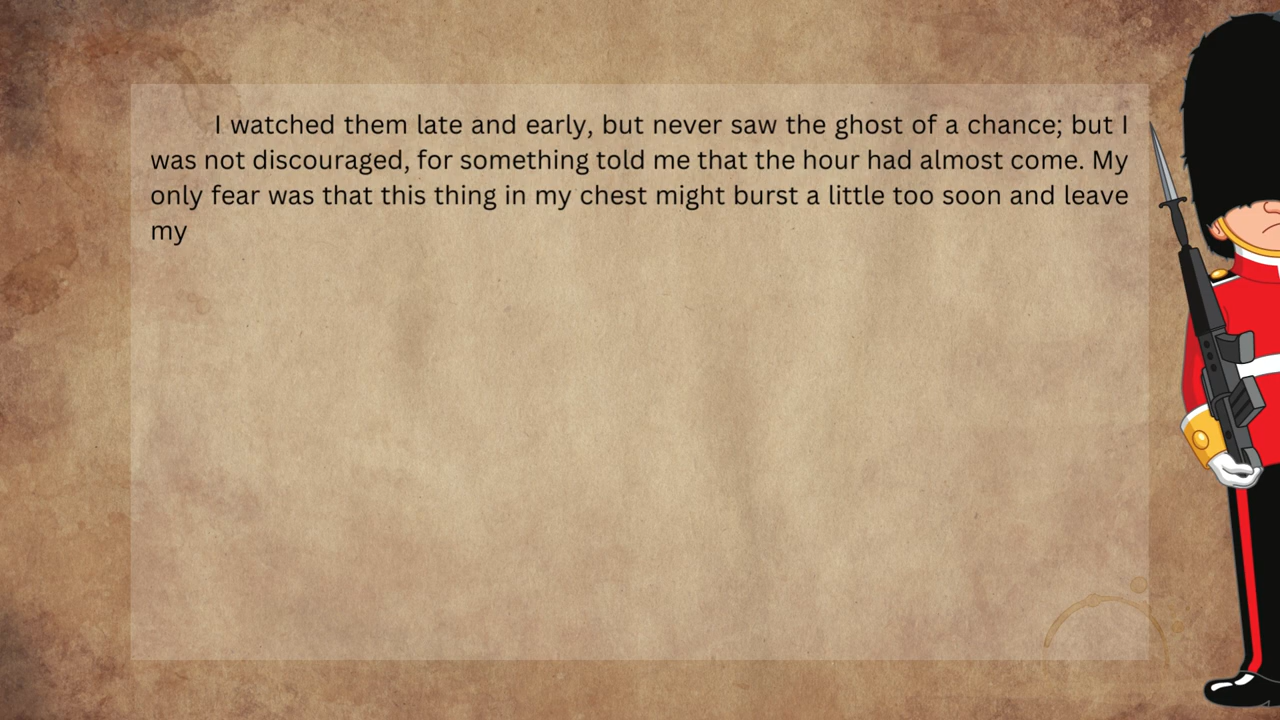 I watched them late and early, but never saw the ghost of a chance; but I
was not discouraged, for something told me that the hour had almost come. My
only fear was that this thing in my chest might burst a little too soon and leave
my